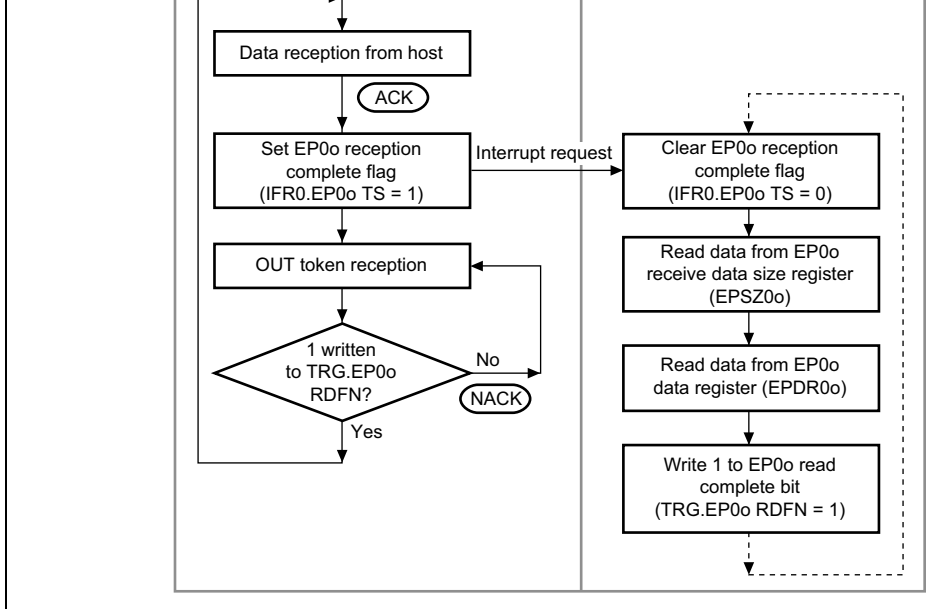 Data reception from host
ACK
Set EP0o reception
complete flag
(IFR0.EP0o TS = 1)
Interrupt request
Clear EP0o reception
complete flag
(IFR0.EP0o TS = 0)
OUT token reception
Read data from EP0o
receive data size register
(EPSZ0o)
1 written
to TRG.EP0o
RDFN?
No
NACK
Yes
Read data from EP0o
data register (EPDR0o)
Write 1 to EP0o read
complete bit
(TRG.EP0o RDFN = 1)